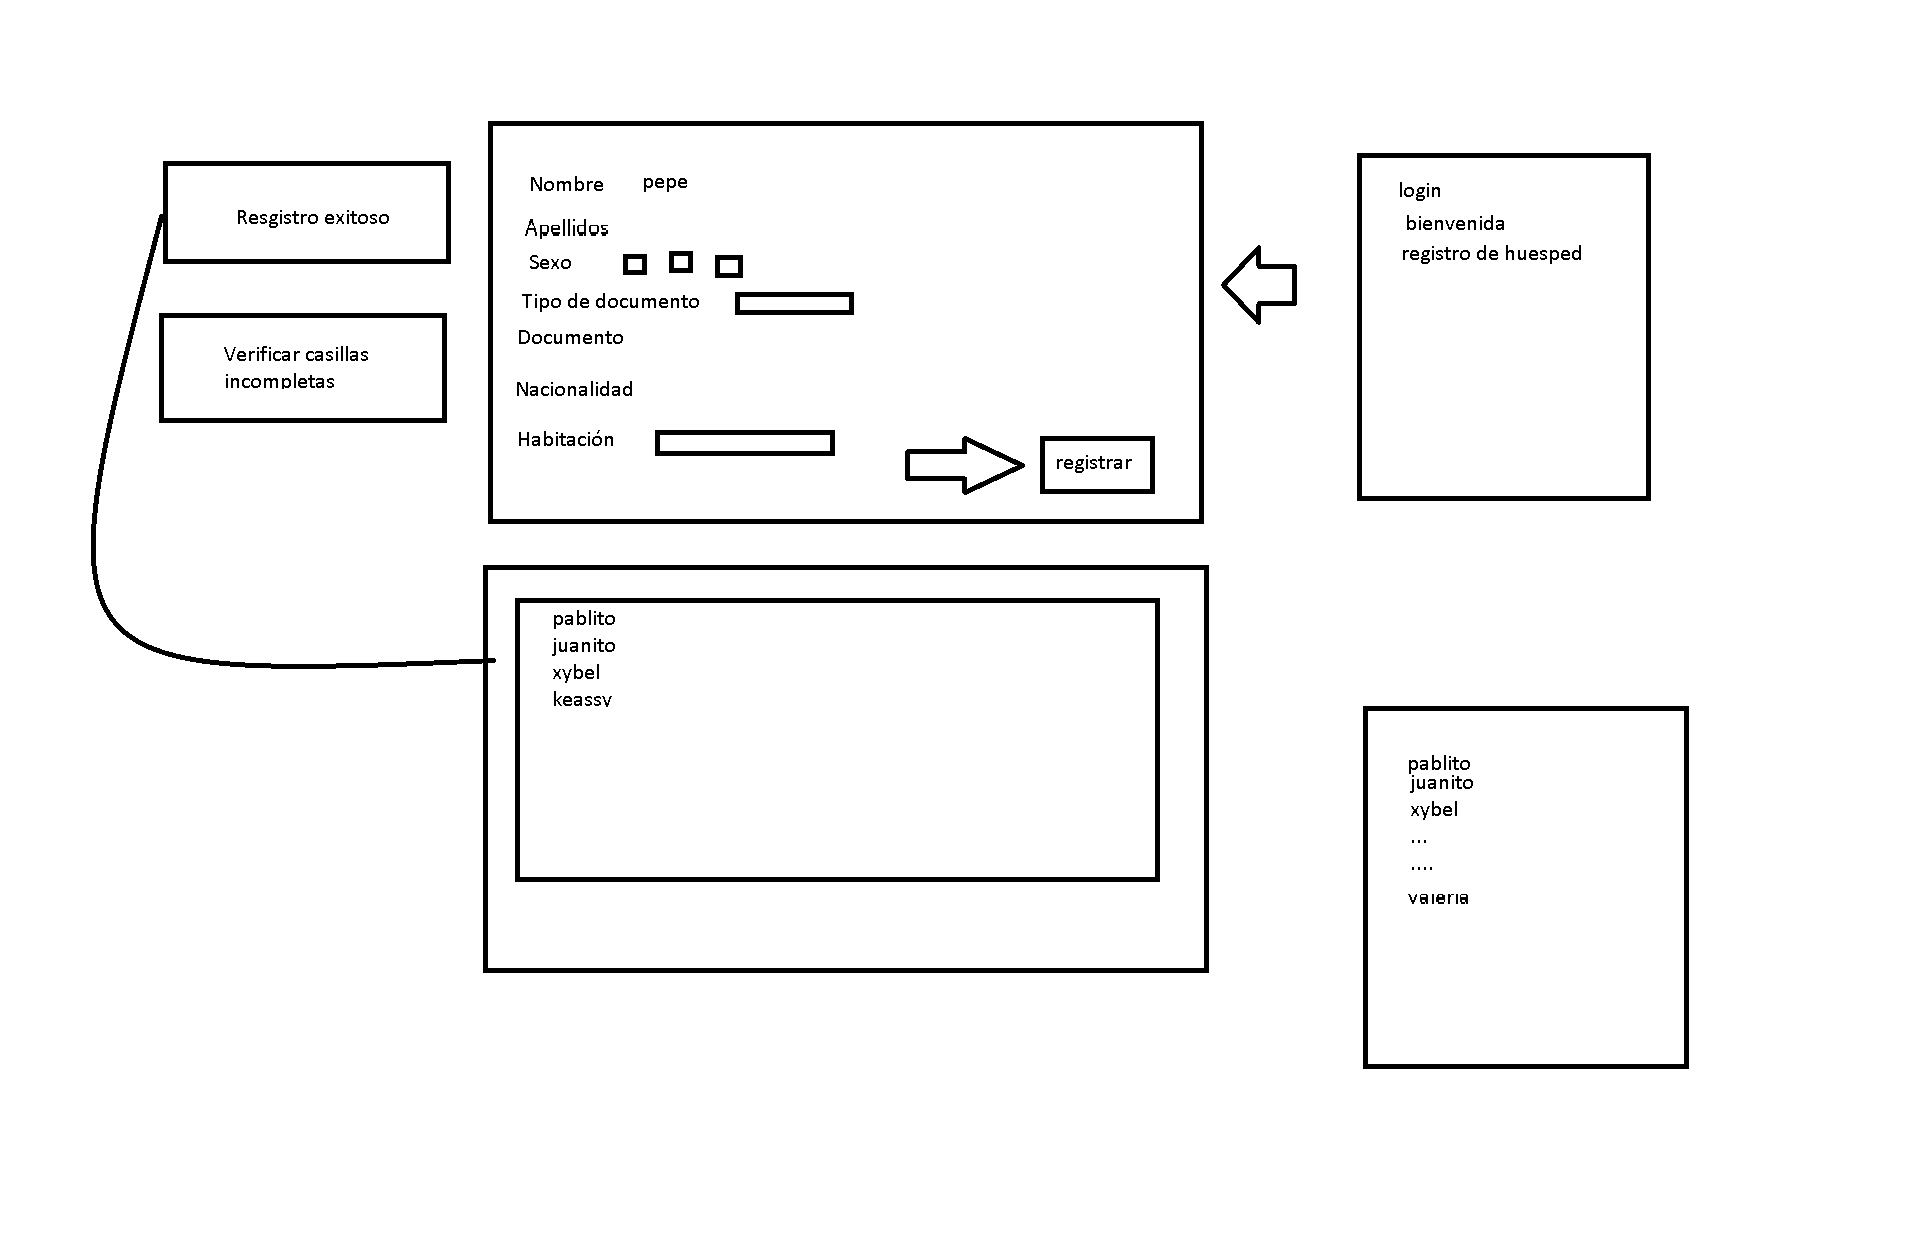 Resgistro exitoso
Verificar casillas
incompletas
Nombre pepe
Apellidos
Sexo
Tipo de documento
Documento
Nacionalidad
Habitación
registrar
login
bienvenida
registro de huesped
pablito
juanito
xybel
keassy
pablito
juanito
xybel
...
....
valeria